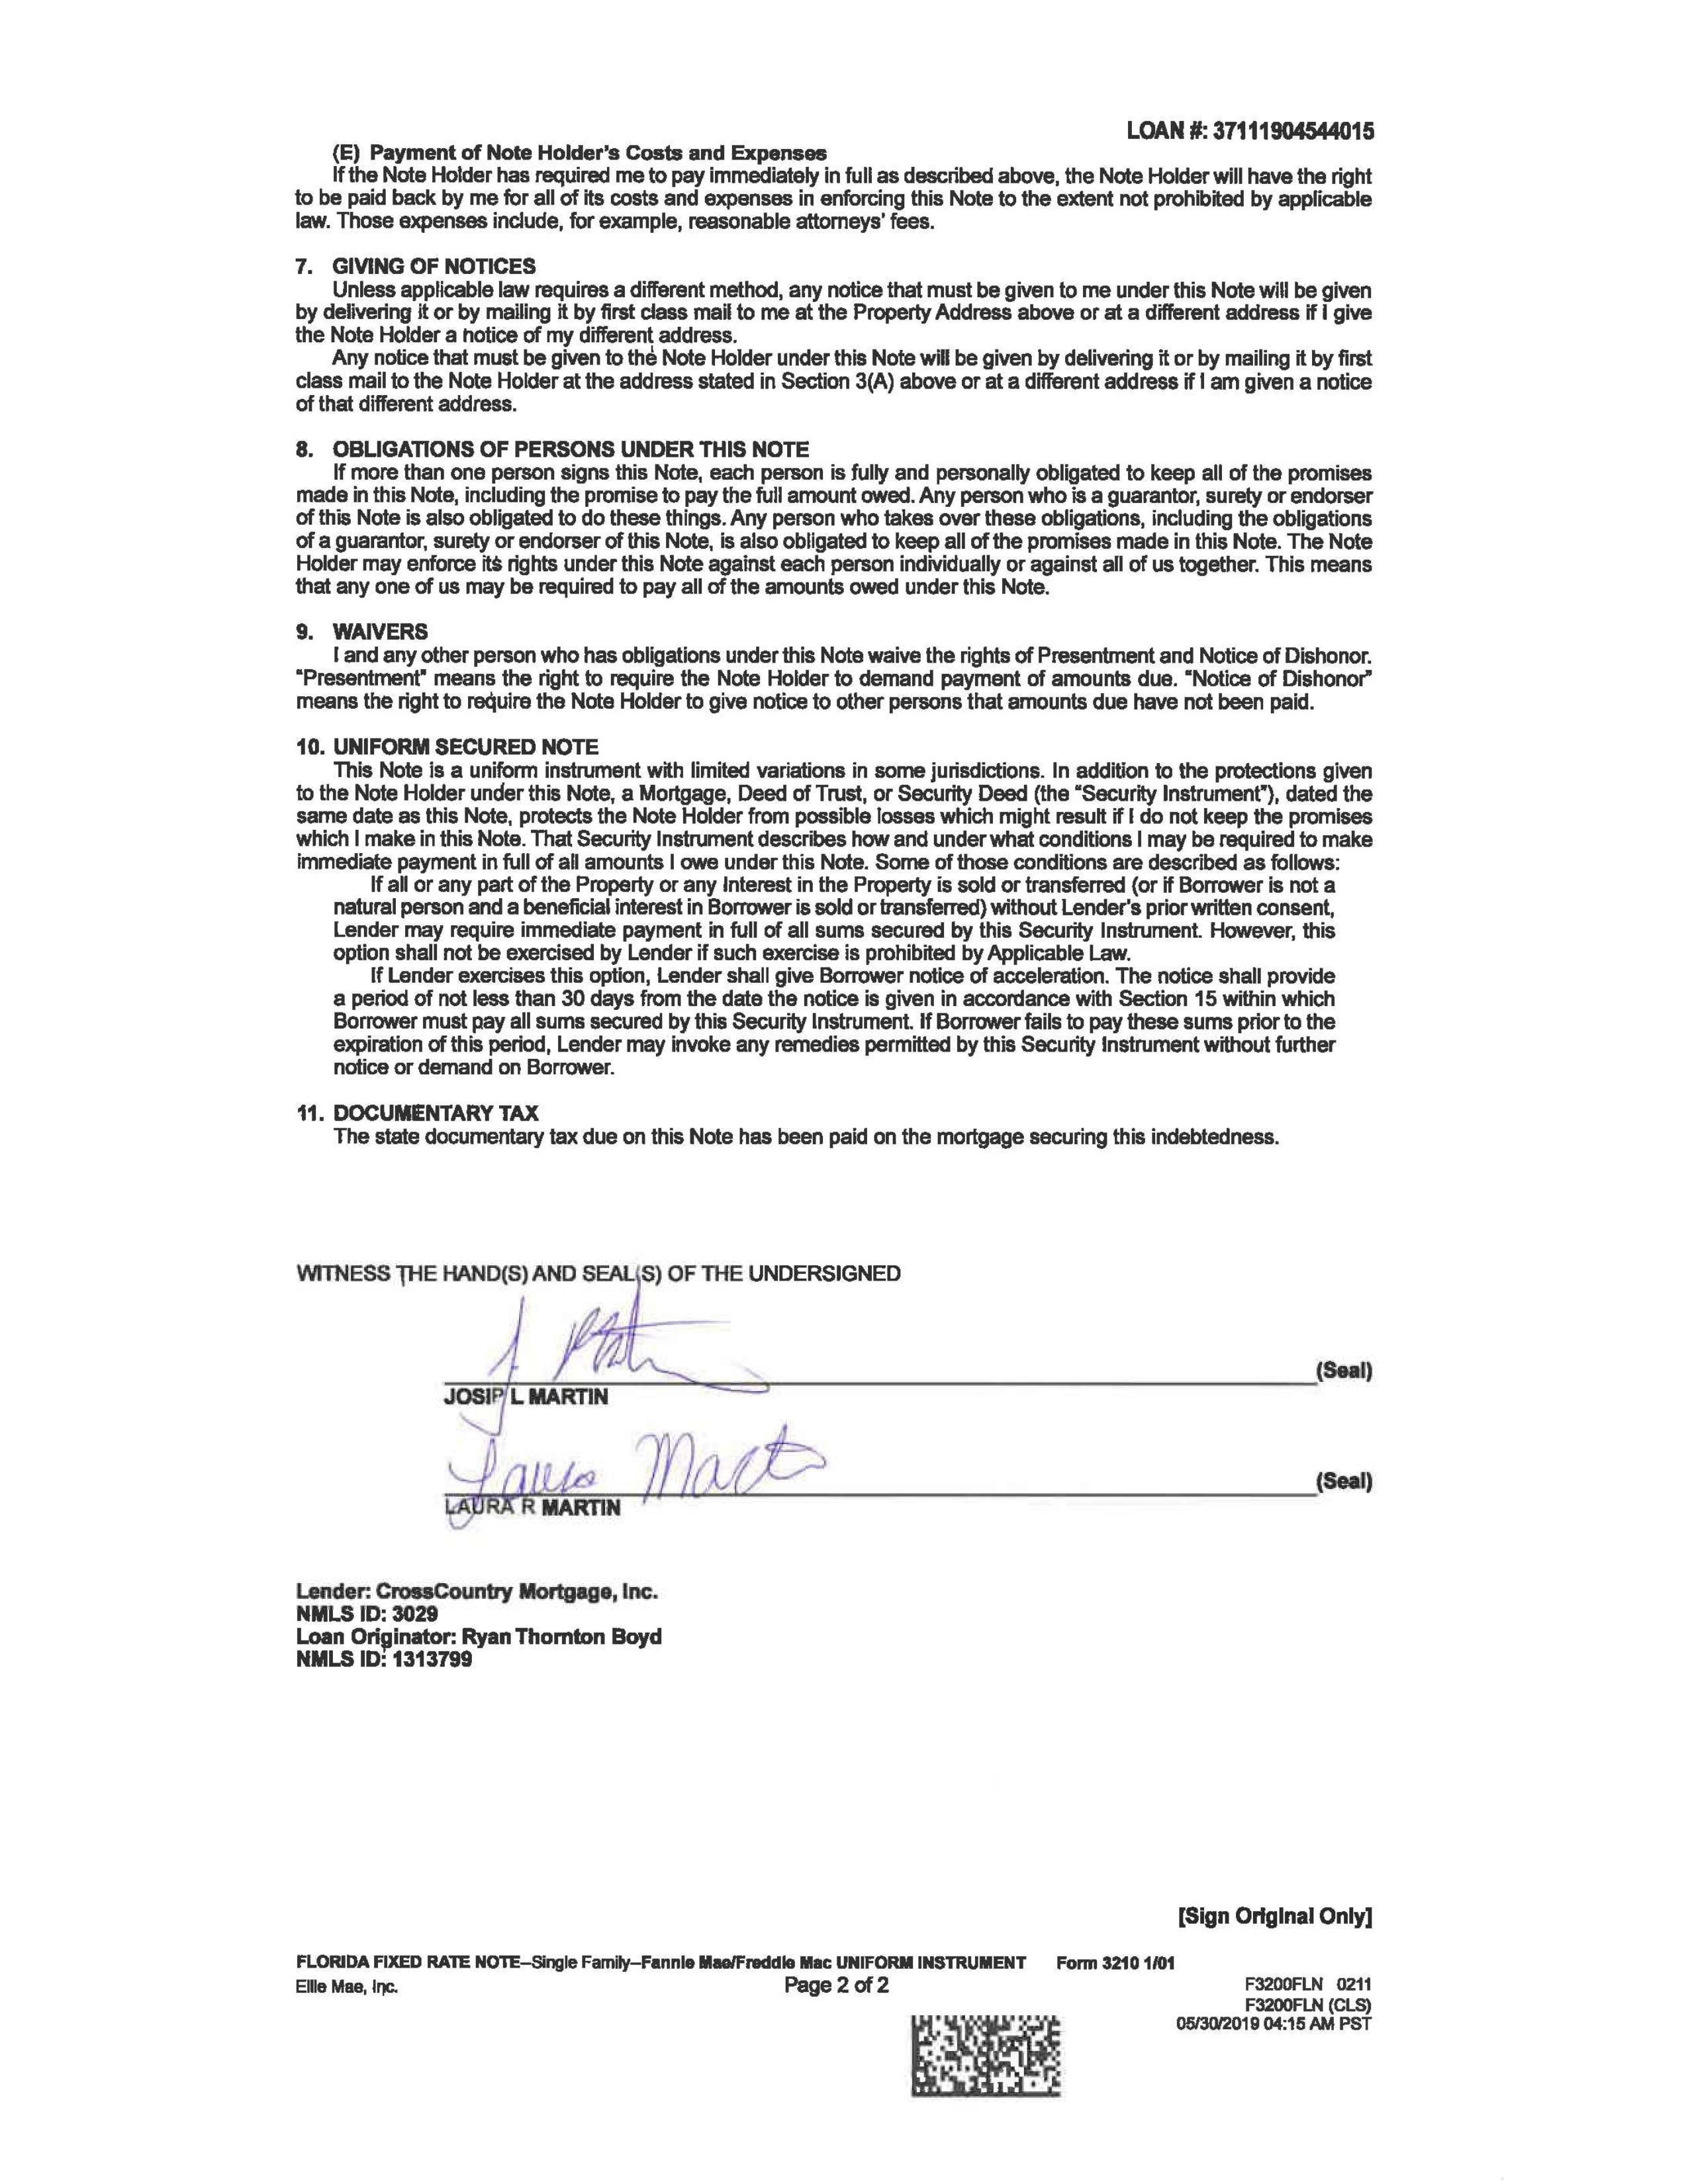 LOAN #: 37111904544015
(E) Payment of Note Holder's Costs and Expenses
If the Note Holder has required me to pay immediately in full as described above, the Note Holder will have the right
to be paid back by me for all of its costs and expenses in enforcing this Note to the extent not prohibited by applicable
law. Those expenses include, for example, reasonable attorneys' fees.
7. GIVING OF NOTICES
Unless applicable law requires a different method, any notice that must be given to me under this Note will be given
by delivering it or by mailing it by first class mail to me at the Property Address above or at a different address if I give
the Note Holder a notice of my different address.
Any notice that must be given to the Note Holder under this Note will be given by delivering it or by mailing it by first
class mail to the Note Holder at the address stated in Section 3(A) above or at a different address if I am given a notice
of that different address.
8. OBLIGATIONS OF PERSONS UNDER THIS NOTE
If more than one person signs this Note, each person is fully and personally obligated to keep all of the promises
made in this Note, including the promise to pay the full amount owed. Any person who is a guarantor, surety or endorser
of this Note is also obligated to do these things. Any person who takes over these obligations, including the obligations
of a guarantor, surety or endorser of this Note, is also obligated to keep all of the promises made in this Note. The Note
Holder may enforce its rights under this Note against each person individually or against all of us together. This means
that any one of us may be required to pay all of the amounts owed under this Note.
9. WAIVERS
I and any other person who has obligations under this Note waive the rights of Presentment and Notice of Dishonor.
"Presentment" means the right to require the Note Holder to demand payment of amounts due. "Notice of Dishonor"
means the right to require the Note Holder to give notice to other persons that amounts due have not been paid.
10. UNIFORM SECURED NOTE
This Note is a uniform instrument with limited variations in some jurisdictions. In addition to the protections given
to the Note Holder under this Note, a Mortgage, Deed of Trust, or Security Deed (the "Security Instrument"), dated the
same date as this Note, protects the Note Holder from possible losses which might result if I do not keep the promises
which I make in this Note. That Security Instrument describes how and under what conditions I may be required to make
immediate payment in full of all amounts I owe under this Note. Some of those conditions are described as follows:
If all or any part of the Property or any Interest in the Property is sold or transferred (or if Borrower is not a
natural person and a beneficial interest in Borrower is sold or transferred) without Lender's prior written consent,
Lender may require immediate payment in full of all sums secured by this Security Instrument. However, this
option shall not be exercised by Lender if such exercise is prohibited by Applicable Law.
If Lender exercises this option, Lender shall give Borrower notice of acceleration. The notice shall provide
a period of not less than 30 days from the date the notice is given in accordance with Section 15 within which
Borrower must pay all sums secured by this Security Instrument. If Borrower fails to pay these sums prior to the
expiration of this period, Lender may invoke any remedies permitted by this Security Instrument without further
notice or demand on Borrower.
11. DOCUMENTARY TAX
The state documentary tax due on this Note has been paid on the mortgage securing this indebtedness.
WITNESS THE HAND(S) AND SEAL(S) OF THE UNDERSIGNED
(Seal)
JOSIP L MARTIN
Laura (Seal)
LAURA R MARTIN
Lender: CrossCountry Mortgage, Inc.
NMLS ID: 3029
Loan Originator: Ryan Thornton Boyd
NMLS ID: 1313799
[Sign Original Only]
FLORIDA FIXED RATE NOTE–Single Family–Fannie Mae/Freddie Mac UNIFORM INSTRUMENT Form 3210 1/01
Ellie Mae, Inc. Page 2 of 2
F3200FLN 0211
F3200FLN (CLS)
05/30/2019 04:15 AM PST